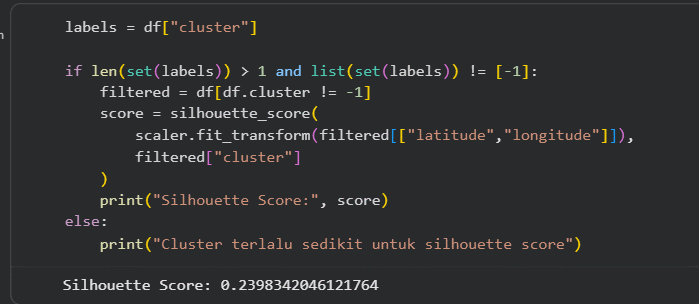 n
labels = df["cluster"]
if len(set(labels)) > 1 and list(set(labels)) != [-1]:
    filtered = df[df.cluster != -1]
    score = silhouette_score(
        scaler.fit_transform(filtered[["latitude","longitude"]]),
        filtered["cluster"]
    )
    print("Silhouette Score:", score)
else:
    print("Cluster terlalu sedikit untuk silhouette score")
Silhouette Score: 0.2398342046121764